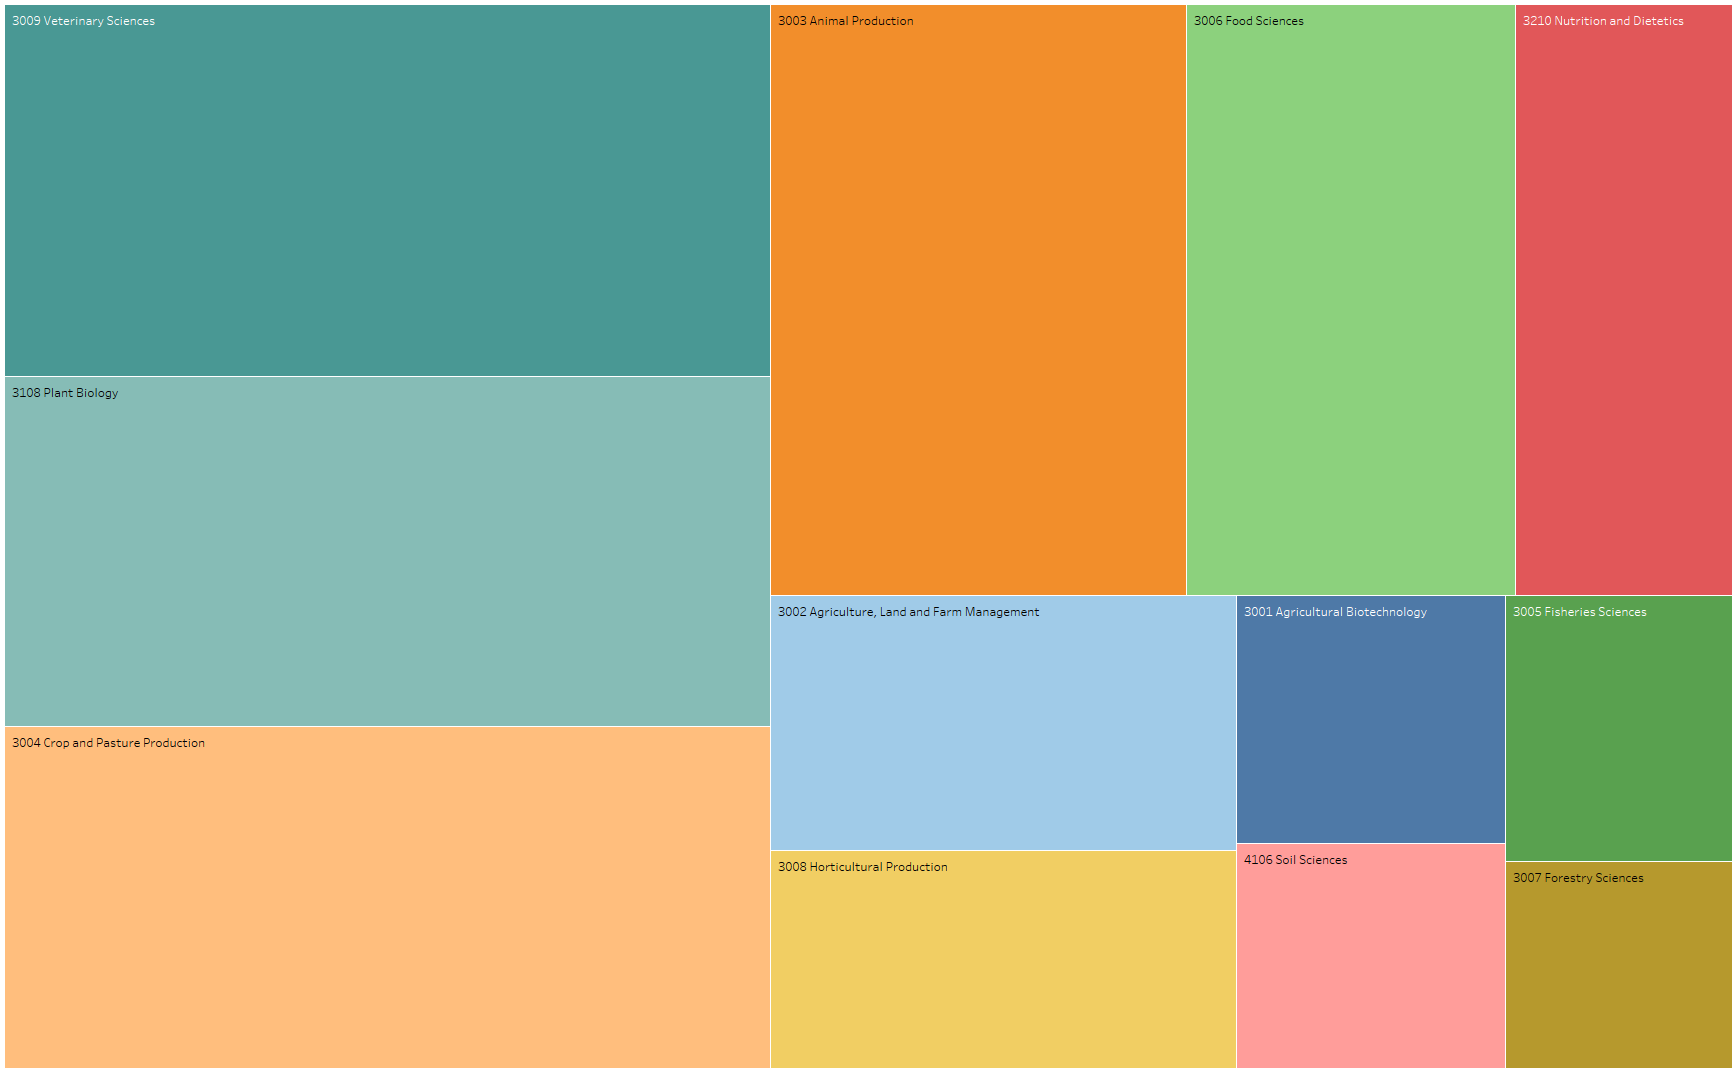 3009 Veterinary Sciences
3108 Plant Biology
3004 Crop and Pasture Production
3003 Animal Production
3006 Food Sciences
3210 Nutrition and Dietetics
3002 Agriculture, Land and Farm Management
3008 Horticultural Production
3001 Agricultural Biotechnology
4106 Soil Sciences
3005 Fisheries Sciences
3007 Forestry Sciences